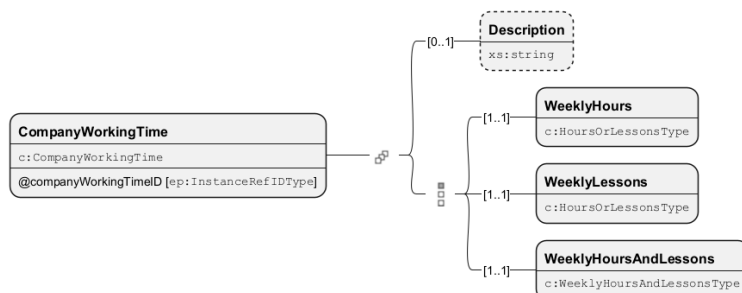 Description
[0..1]
xs:string
WeeklyHours
[1..1]
c:HoursOrLessonsType
CompanyWorkingTime
c:CompanyWorkingTime
@companyWorkingTimeID [ep:InstanceRefIDType]
WeeklyLessons
[1..1]
c:HoursOrLessonsType
WeeklyHoursAndLessons
[1..1]
c:WeeklyHoursAndLessonsType